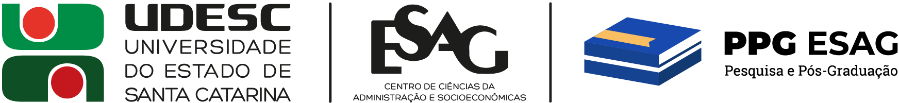 UDESC
UNIVERSIDADE
DO ESTADO DE
SANTA CATARINA
ESAG
CENTRO DE CIÊNCIAS DA
ADMINISTRAÇÃO E SOCIOECONÔMICAS
PPG ESAG
Pesquisa e Pós-Graduação